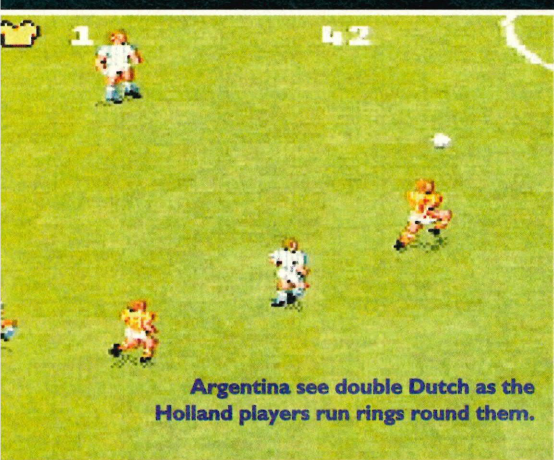 1 42
Argentina see double Dutch as the
Holland players run rings round them.